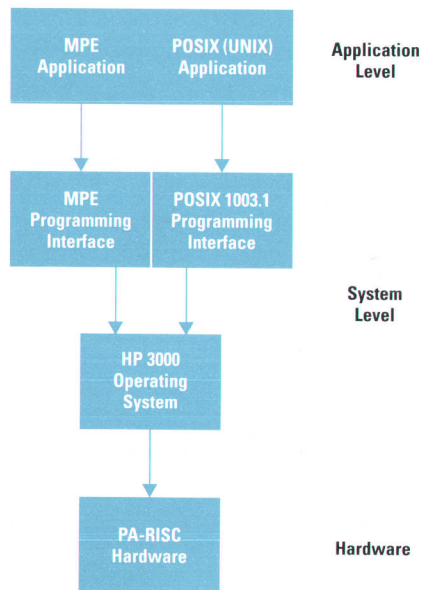 MPE
Application
POSIX (UNIX)
Application
Application
Level
MPE
Programming
Interface
POSIX 1003.1
Programming
Interface
System
Level
HP 3000
Operating
System
PA-RISC
Hardware
Hardware